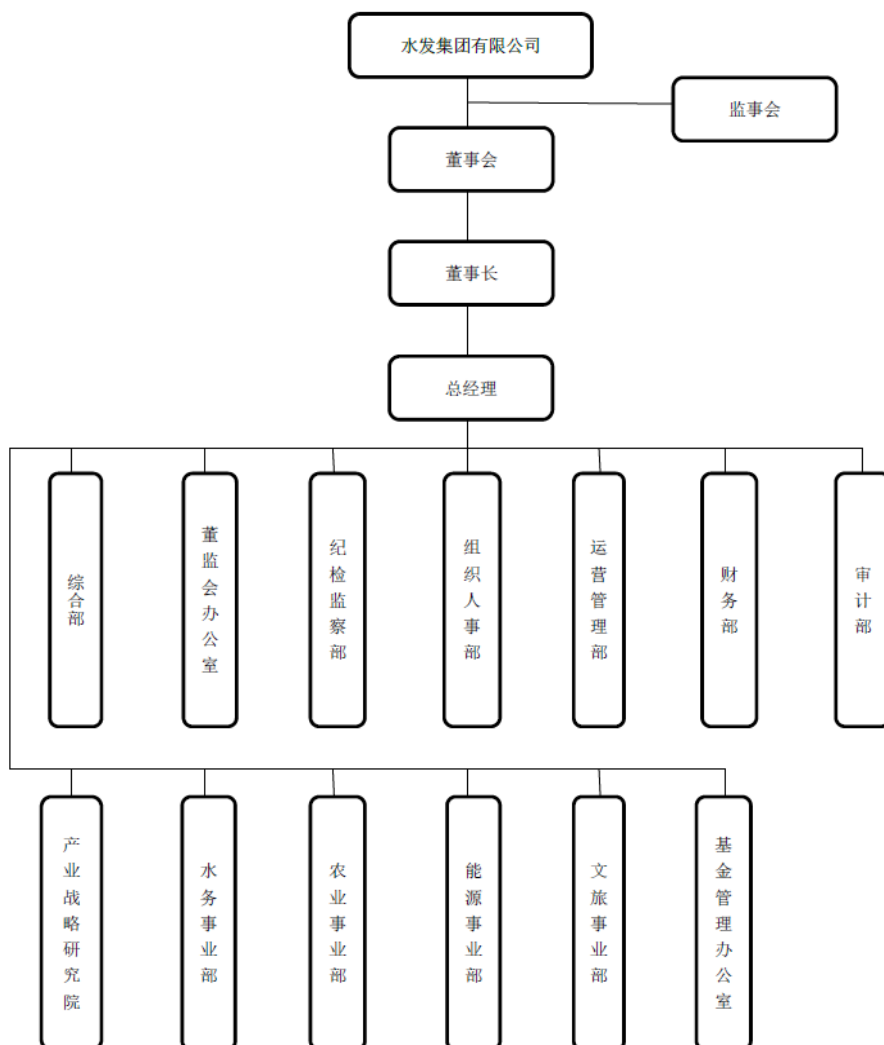 水发集团有限公司
监事会
董事会
董事长
总经理
综合部
董监会办公室
纪检监察部
组织人事部
运营管理部
财务部
审计部
产业战略研究院
水务事业部
农业事业部
能源事业部
文旅事业部
基金管理办公室